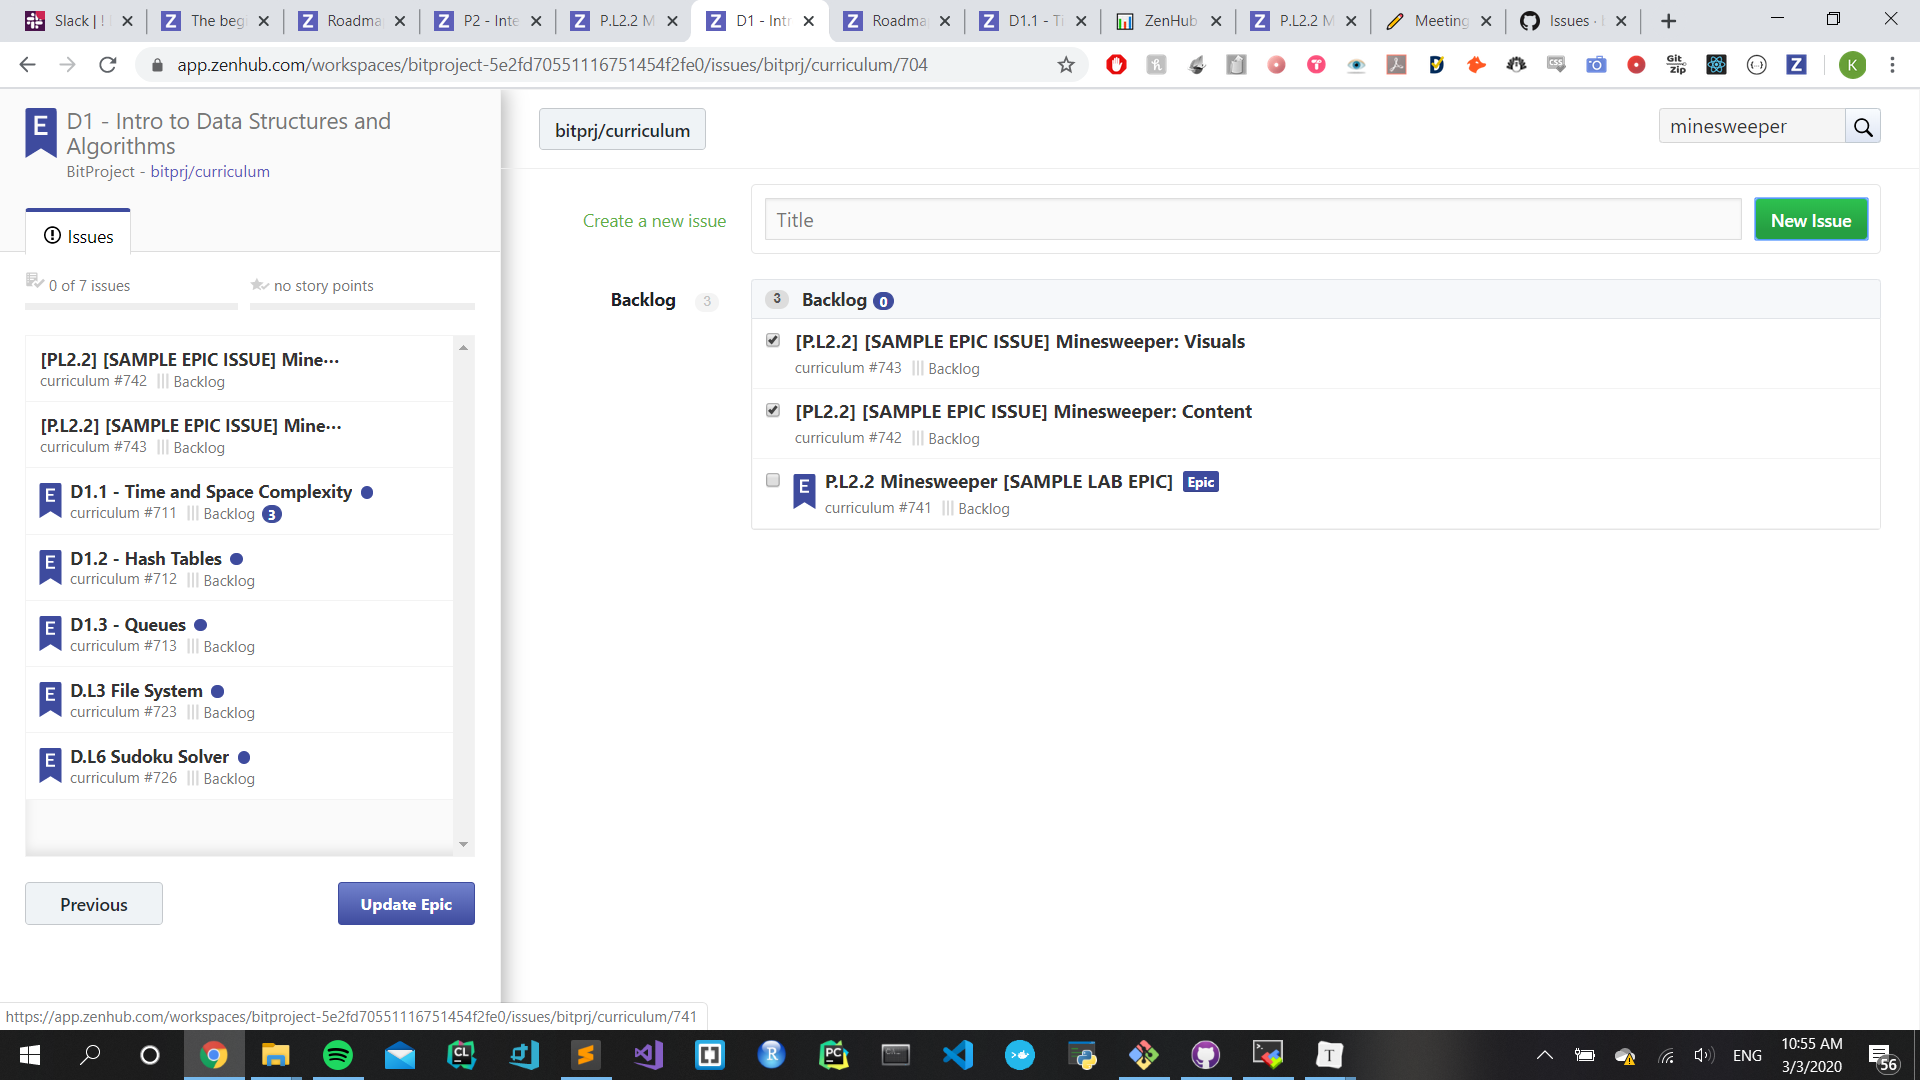 Slack | !
The beg
Roadma
P2 - Inte
P.L2.2 M
D1 - Intr
Roadma
D1.1 - Ti
ZenHub
P.L2.2 M
Meeting
Issues ·
app.zenhub.com/workspaces/bitproject-5e2fd70551116751454f2fe0/issues/bitprj/curriculum/704
K
E
D1 - Intro to Data Structures and
Algorithms
BitProject - bitprj/curriculum
Issues
0 of 7 issues
no story points
[PL2.2] [SAMPLE EPIC ISSUE] Mine···
curriculum #742 Backlog
[P.L2.2] [SAMPLE EPIC ISSUE] Mine···
curriculum #743 Backlog
E D1.1 - Time and Space Complexity
curriculum #711 Backlog 3
E D1.2 - Hash Tables
curriculum #712 Backlog
E D1.3 - Queues
curriculum #713 Backlog
E D.L3 File System
curriculum #723 Backlog
E D.L6 Sudoku Solver
curriculum #726 Backlog
Previous
Update Epic
bitprj/curriculum
minesweeper
Create a new issue
Title
New Issue
Backlog 3
3 Backlog 0
[P.L2.2] [SAMPLE EPIC ISSUE] Minesweeper: Visuals
curriculum #743 Backlog
[PL2.2] [SAMPLE EPIC ISSUE] Minesweeper: Content
curriculum #742 Backlog
E P.L2.2 Minesweeper [SAMPLE LAB EPIC] Epic
curriculum #741 Backlog
https://app.zenhub.com/workspaces/bitproject-5e2fd70551116751454f2fe0/issues/bitprj/curriculum/741
ENG
10:55 AM
3/3/2020
56